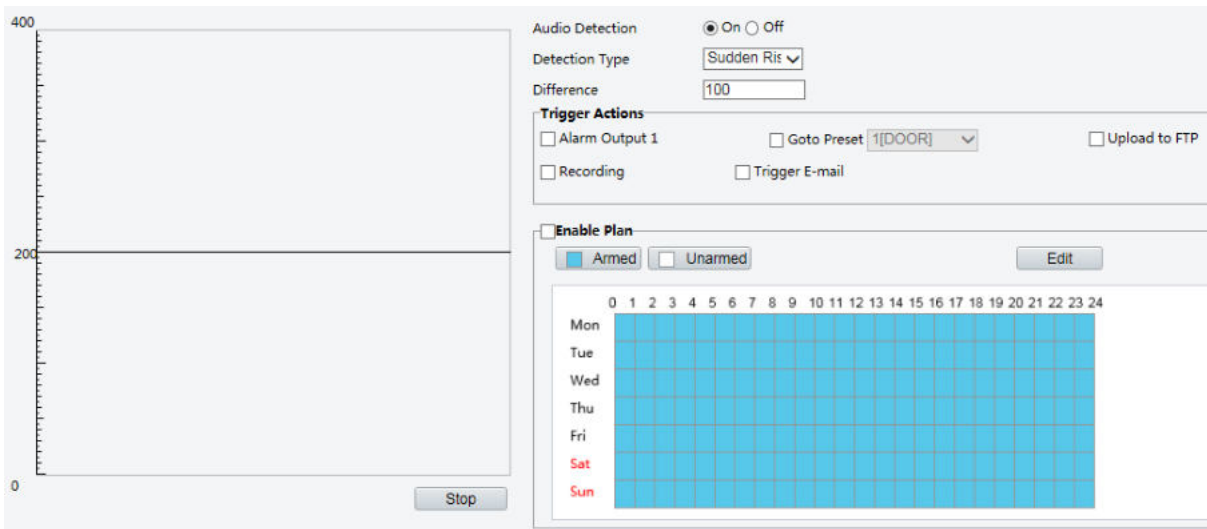 400
200
0
Stop
Audio Detection On Off
Detection Type Sudden Ris
Difference 100
Trigger Actions
Alarm Output 1 Goto Preset 1[DOOR] Upload to FTP
Recording Trigger E-mail
Enable Plan
Armed Unarmed Edit
0 1 2 3 4 5 6 7 8 9 10 11 12 13 14 15 16 17 18 19 20 21 22 23 24
Mon
Tue
Wed
Thu
Fri
Sat
Sun